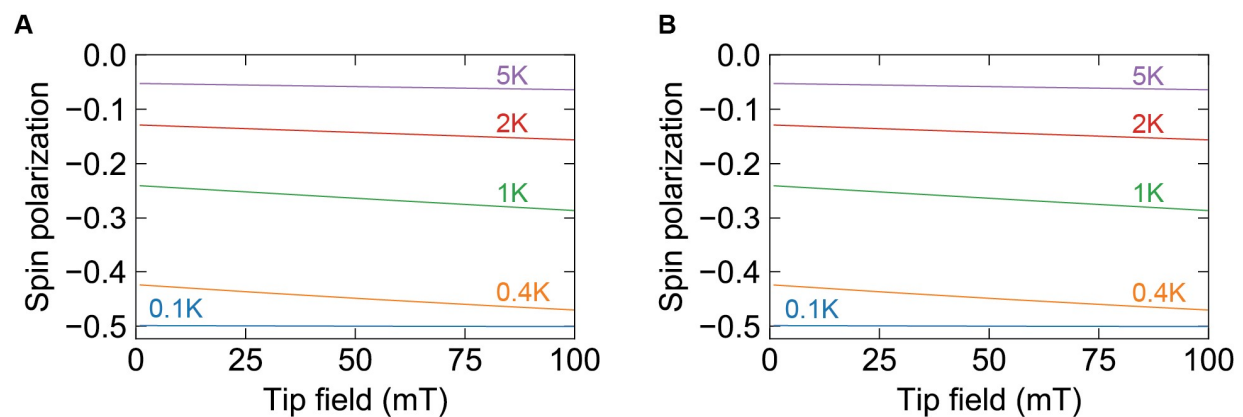 A
0.0
−0.1
−0.2
−0.3
−0.4
−0.5
Spin polarization
5K
2K
1K
0.4K
0.1K
0 25 50 75 100
Tip field (mT)
B
0.0
−0.1
−0.2
−0.3
−0.4
−0.5
Spin polarization
5K
2K
1K
0.4K
0.1K
0 25 50 75 100
Tip field (mT)